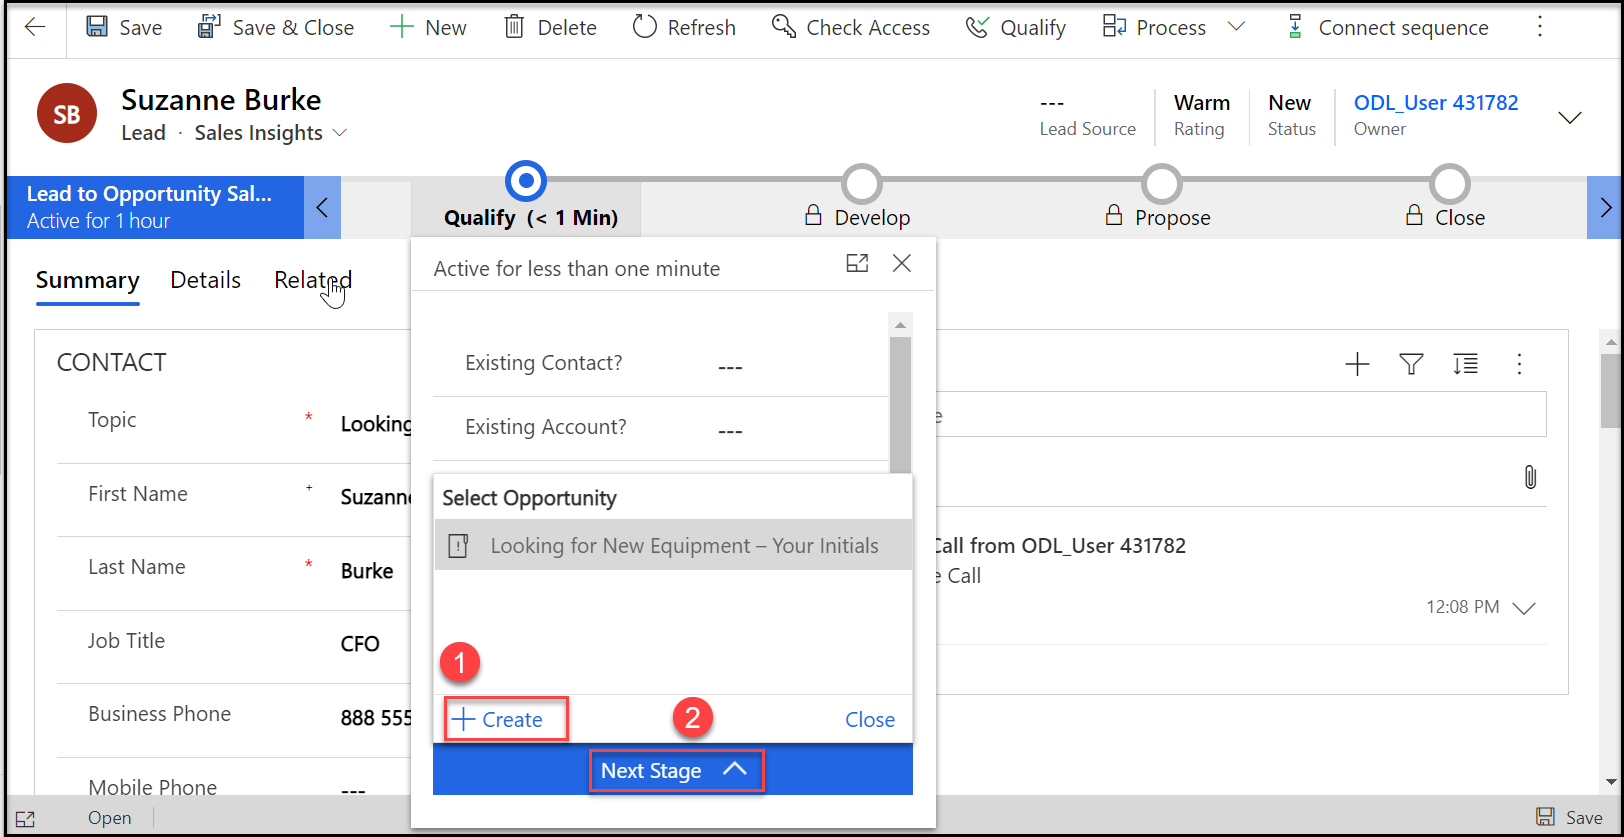 Save
Save & Close
New
Delete
Refresh
Check Access
Qualify
Process
Connect sequence
SB
Suzanne Burke
Lead · Sales Insights
---
Lead Source
Warm
Rating
New
Status
ODL_User 431782
Owner
Lead to Opportunity Sal...
Active for 1 hour
Qualify (< 1 Min)
Develop
Propose
Close
Summary
Details
Related
Active for less than one minute
CONTACT
Existing Contact? ---
Existing Account? ---
Topic * Looking
First Name + Suzanne
Last Name * Burke
Job Title CFO
Business Phone 888 555
Mobile Phone ---
Select Opportunity
Looking for New Equipment – Your Initials
1
+ Create
2
Close
Next Stage
e
Call from ODL_User 431782
e Call
12:08 PM
Open
Save